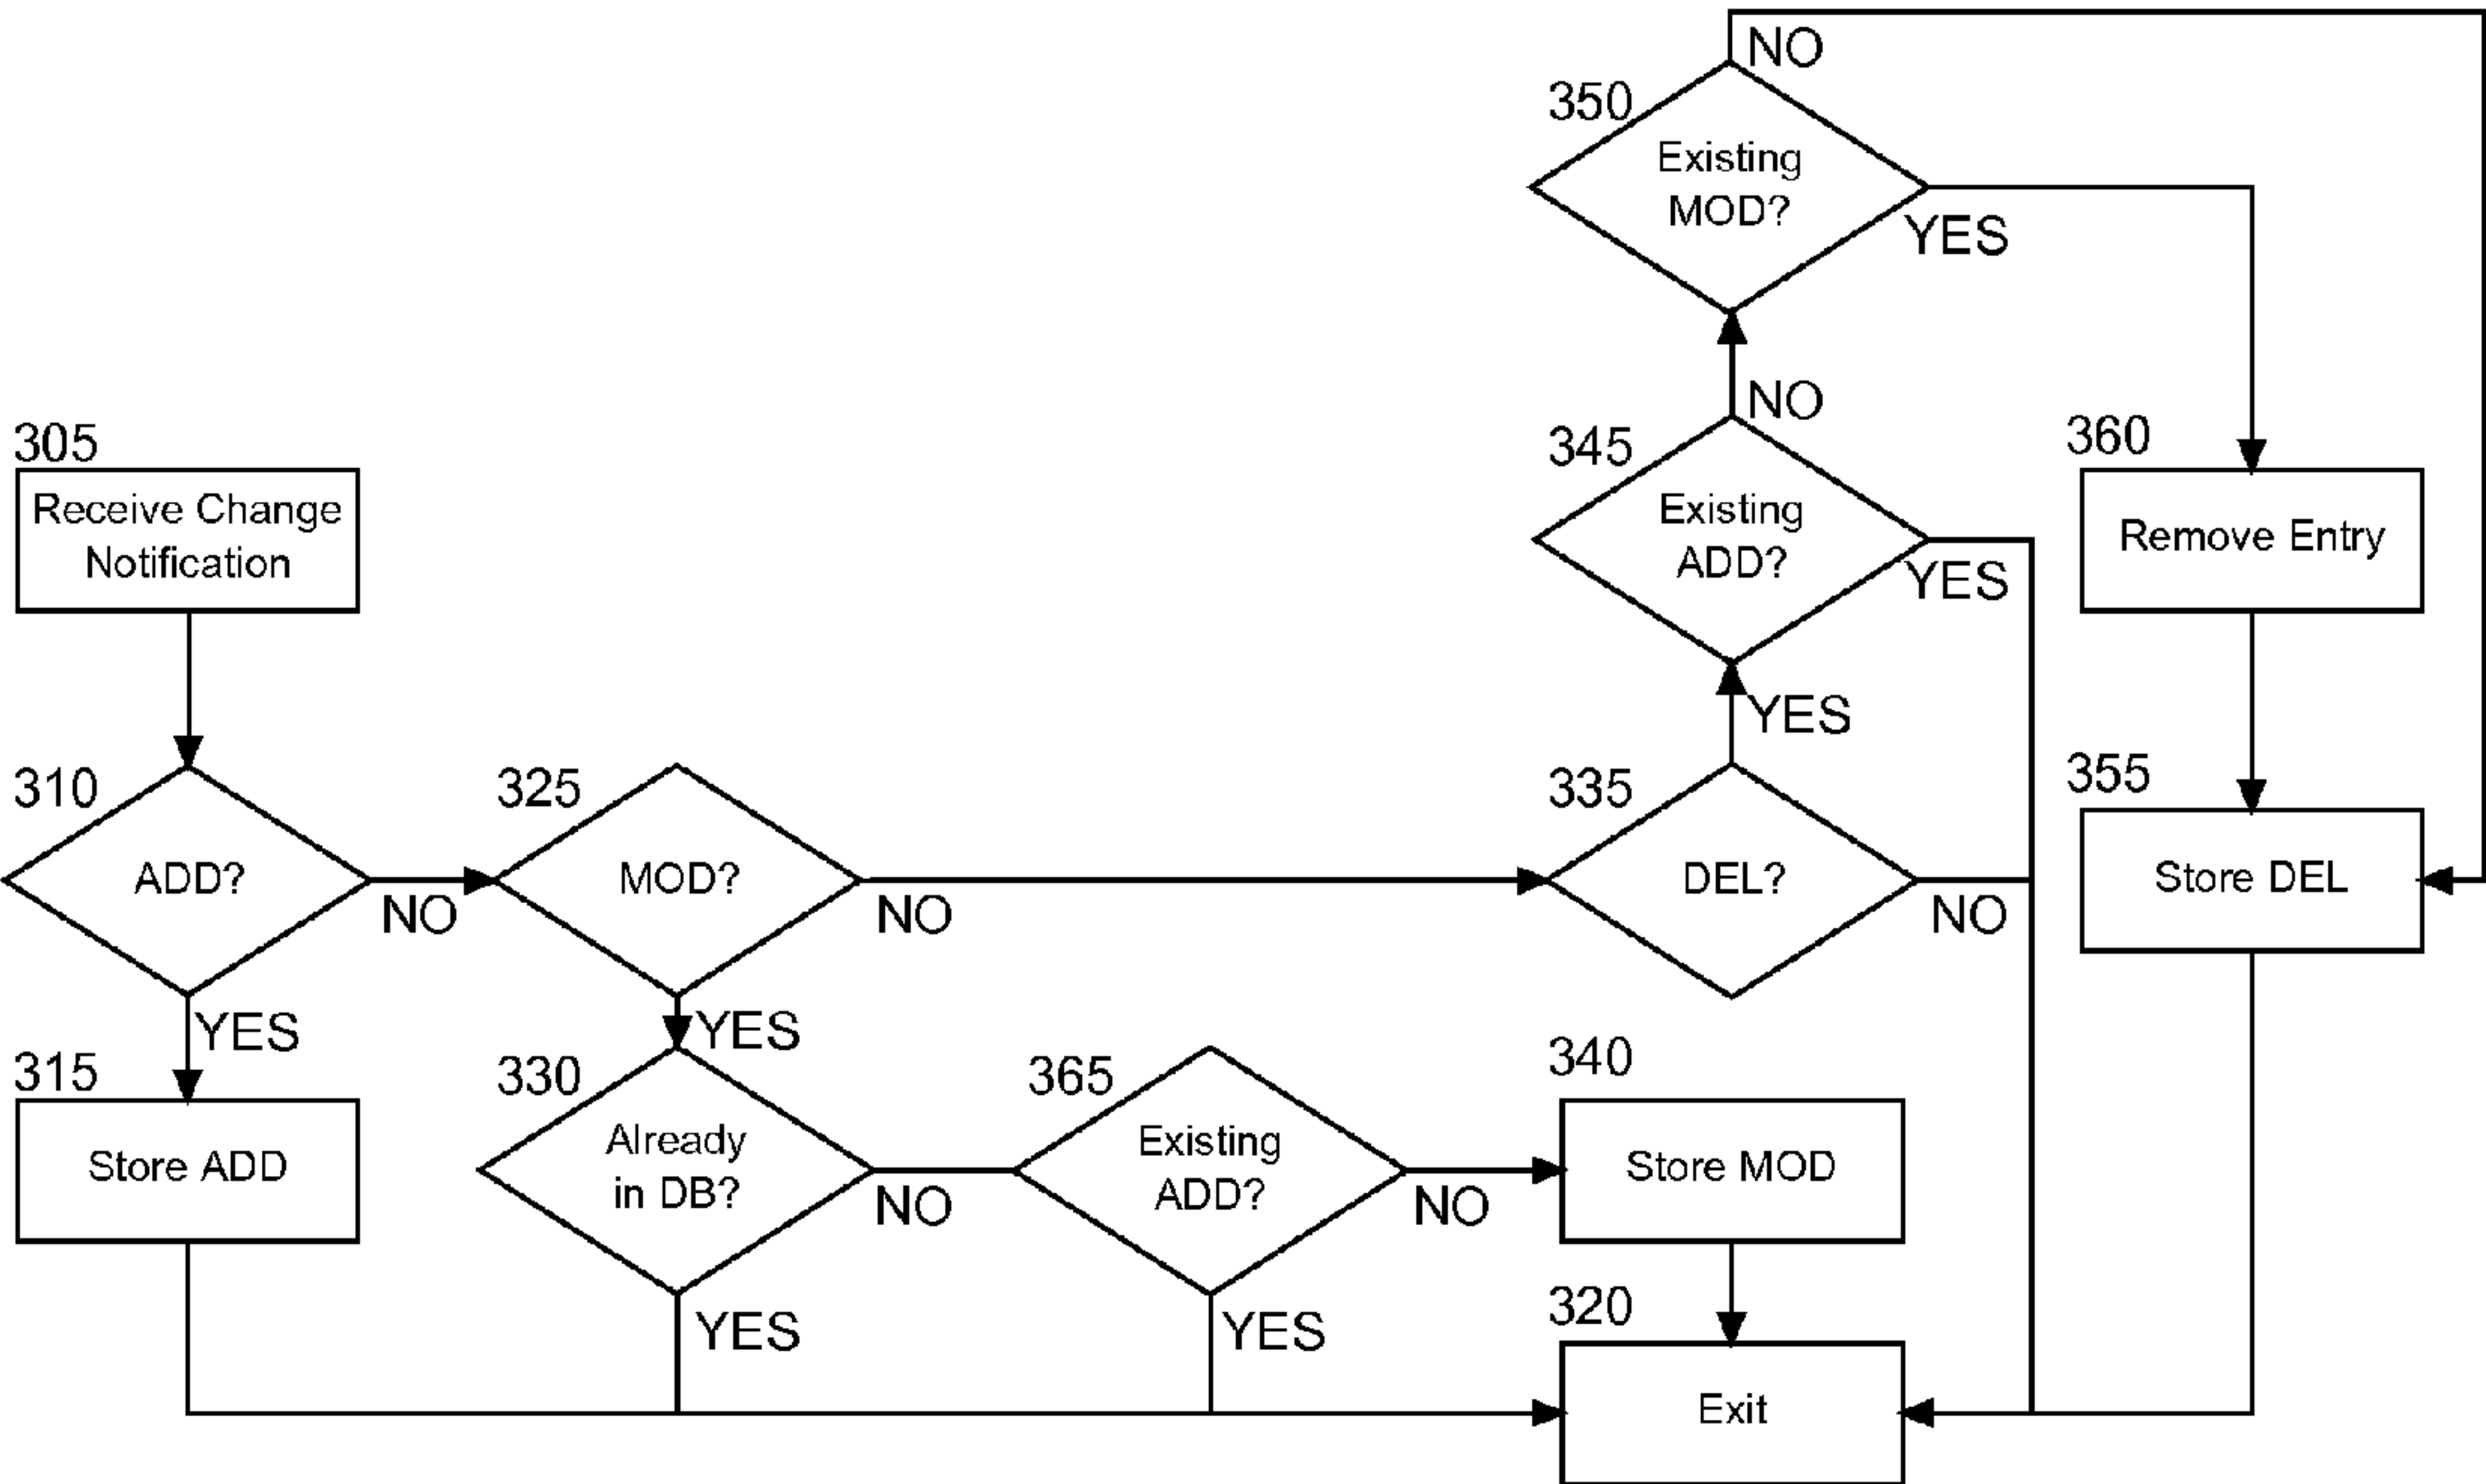 NO
350
Existing
MOD?
YES
NO
305
Receive Change
Notification
345
Existing
ADD?
YES
360
Remove Entry
YES
310
ADD?
NO
325
MOD?
NO
335
DEL?
NO
355
Store DEL
YES
315
Store ADD
YES
330
Already
in DB?
NO
YES
365
Existing
ADD?
NO
YES
340
Store MOD
320
Exit